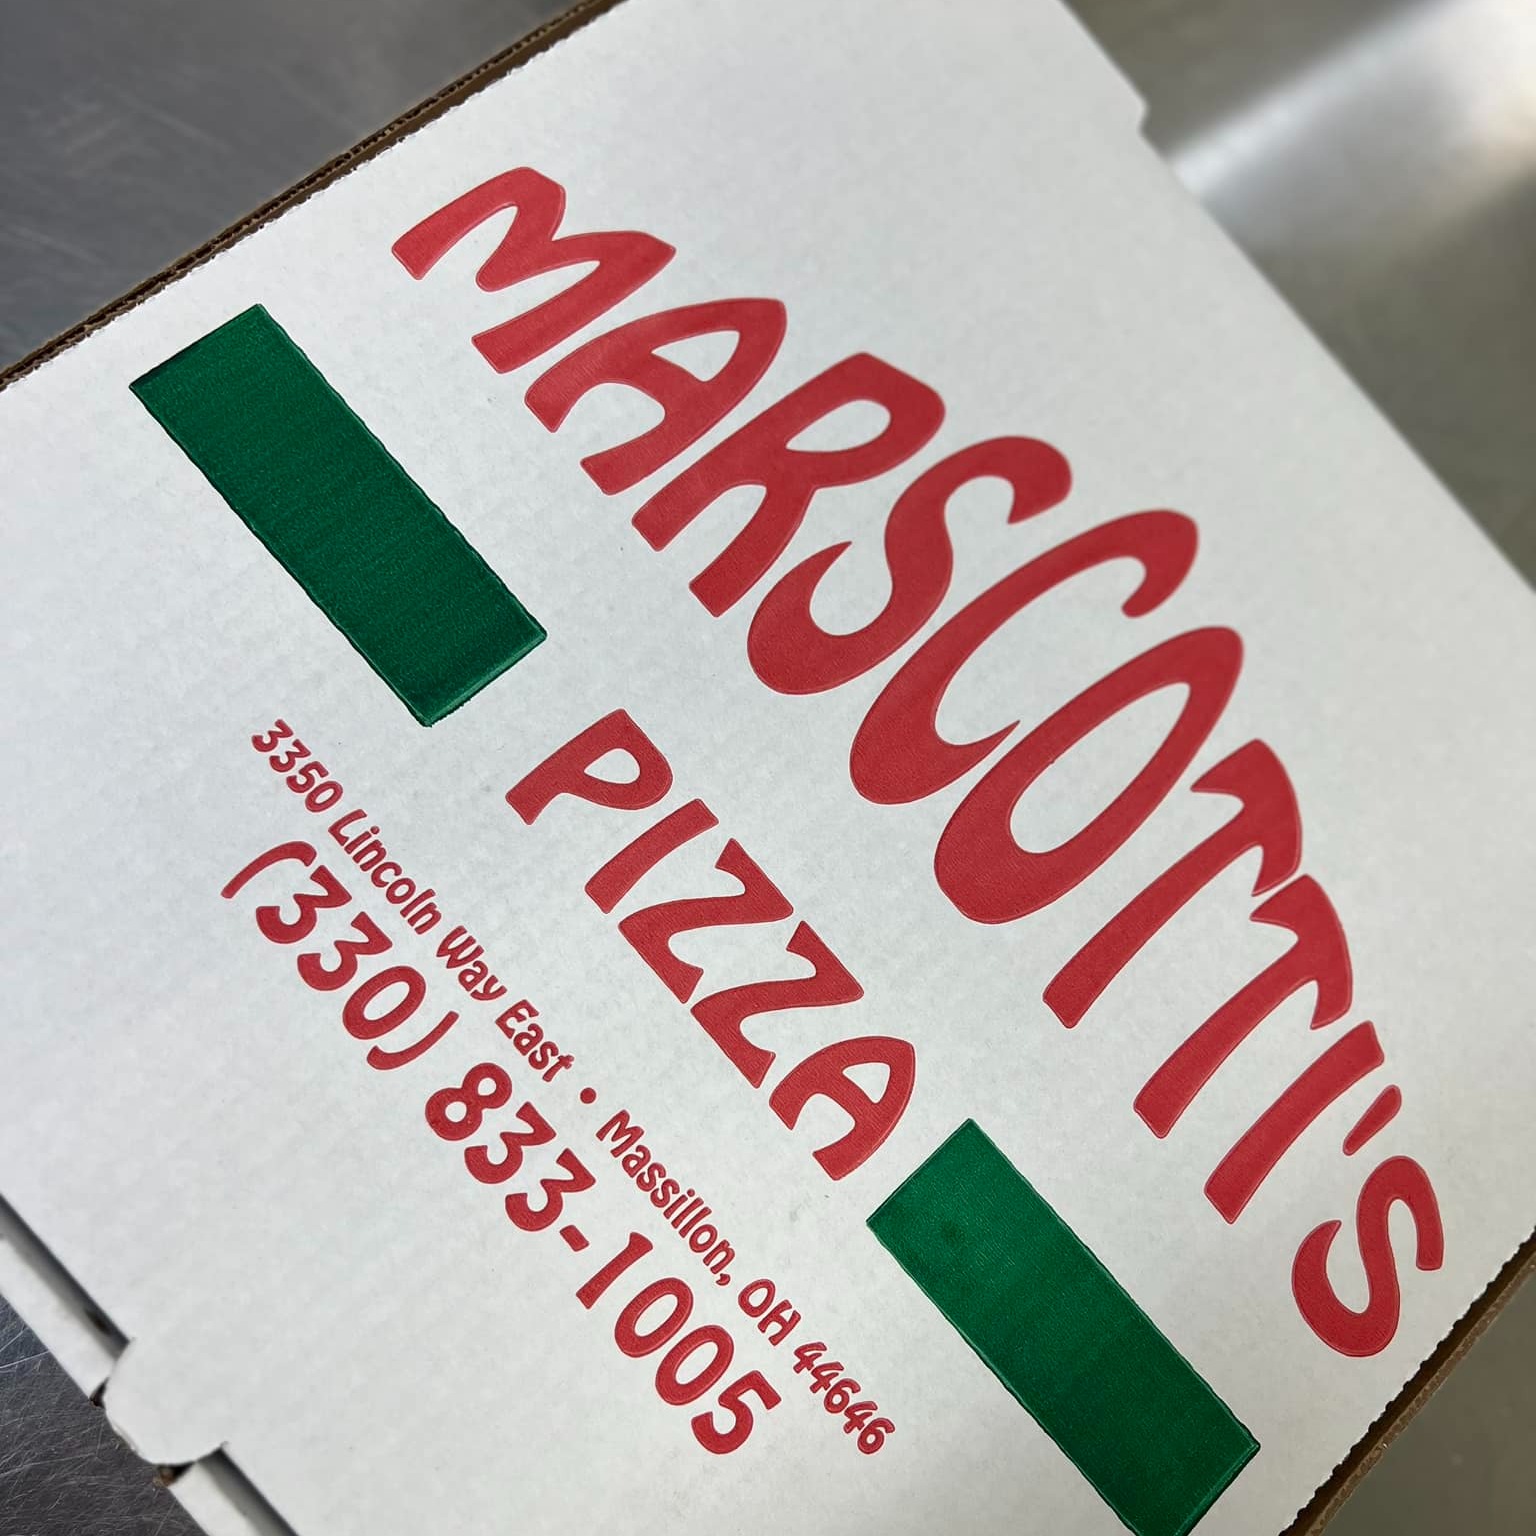 MARSCOTTI'S
PIZZA
3350 Lincoln Way East • Massillon, OH 44646
(330) 833-1005